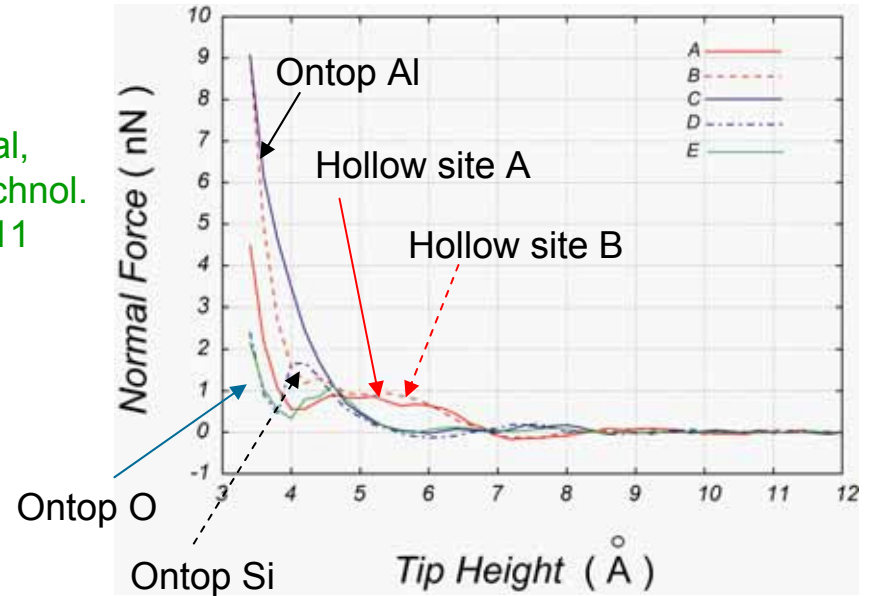 al,
chnol.
11
Normal Force ( nN )
10
9
8
7
6
5
4
3
2
1
0
-1
Ontop Al
Hollow site A
Hollow site B
A
B
C
D
E
3 4 5 6 7 8 9 10 11 12
Ontop O
Ontop Si
Tip Height ( Å )